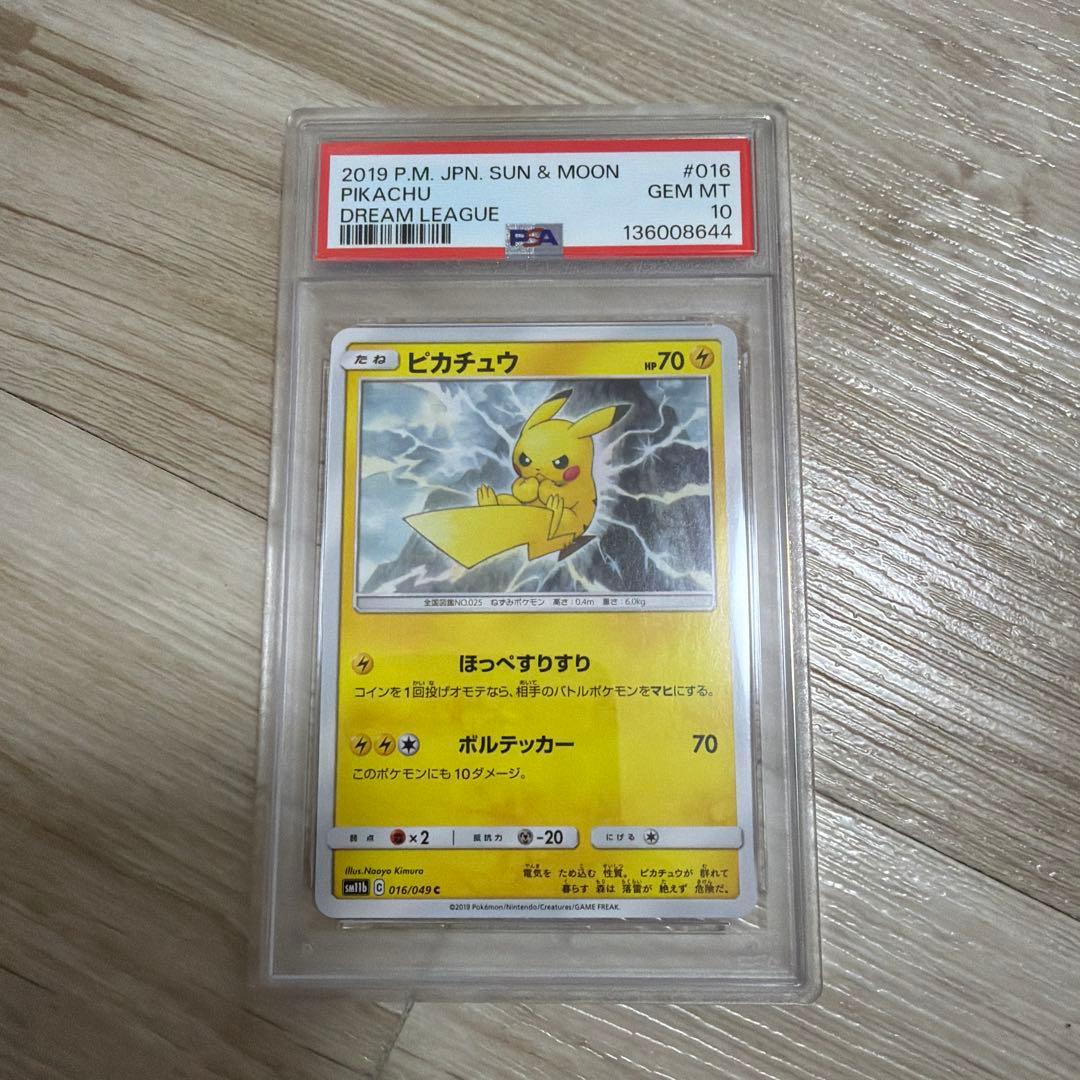 2019 P.M. JPN. SUN & MOON #016
PIKACHU GEM MT
DREAM LEAGUE 10
PSA 136008644
たね ピカチュウ HP70
全国図鑑NO.025 ねずみポケモン 高さ:0.4m 重さ:6.0kg
ほっぺすりすり
コインを1回投げオモテなら、相手のバトルポケモンをマヒにする。
ボルテッカー 70
このポケモンにも10ダメージ。
弱点 ×2 抵抗力 -20 にげる
Illus.Naoyo Kimura
電気を ため込む 性質。 ピカチュウが 群れて
暮らす 森は 落雷が 絶えず 危険だ。
sm11b C 016/049 C
©2019 Pokémon/Nintendo/Creatures/GAME FREAK.